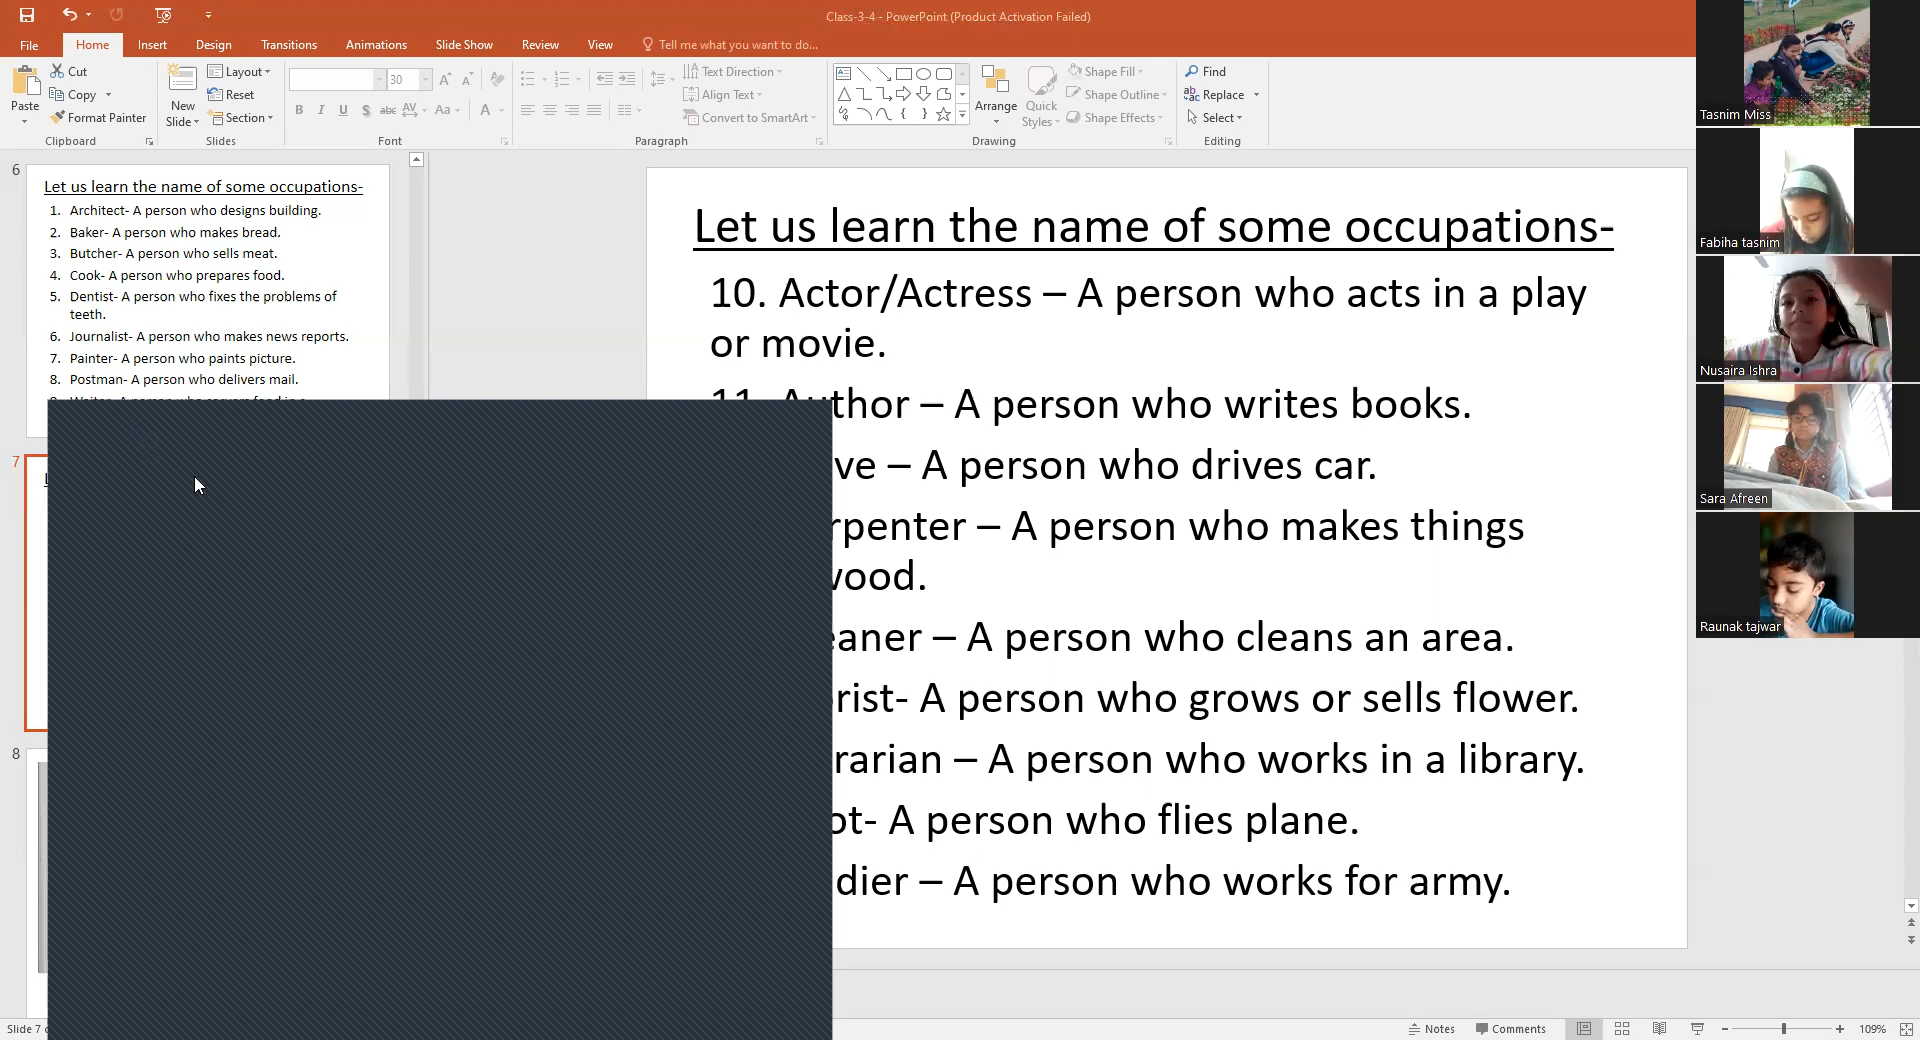 Class-3-4 - PowerPoint (Product Activation Failed)
File Home Insert Design Transitions Animations Slide Show Review View Tell me what you want to do...
Paste
Cut
Copy
Format Painter
Clipboard
New Slide
Layout
Reset
Section
Slides
30
B I U S abc AV Aa A
Font
Text Direction
Align Text
Convert to SmartArt
Paragraph
Arrange
Quick Styles
Shape Fill
Shape Outline
Shape Effects
Drawing
Find
Replace
Select
Editing
6
Let us learn the name of some occupations-
1. Architect- A person who designs building.
2. Baker- A person who makes bread.
3. Butcher- A person who sells meat.
4. Cook- A person who prepares food.
5. Dentist- A person who fixes the problems of
teeth.
6. Journalist- A person who makes news reports.
7. Painter- A person who paints picture.
8. Postman- A person who delivers mail.
7
8
Let us learn the name of some occupations-
10. Actor/Actress – A person who acts in a play
or movie.
11. Author – A person who writes books.
ve – A person who drives car.
rpenter – A person who makes things
wood.
eaner – A person who cleans an area.
rist- A person who grows or sells flower.
rarian – A person who works in a library.
ot- A person who flies plane.
dier – A person who works for army.
Tasnim Miss
Fabiha tasnim
Nusaira Ishra
Sara Afreen
Raunak tajwar
Slide 7
Notes Comments 109%